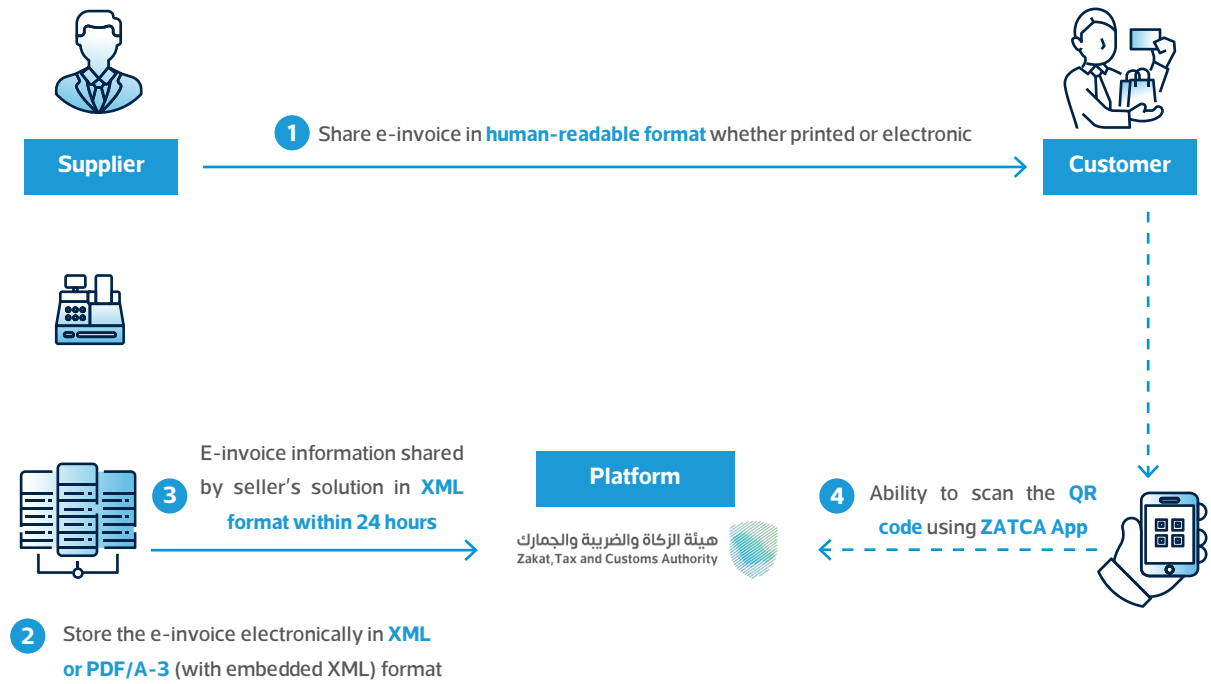 1 Share e-invoice in human-readable format whether printed or electronic
Supplier
Customer
E-invoice information shared
3 by seller's solution in XML
format within 24 hours
Platform
هيئة الزكاة والضريبة والجمارك
Zakat, Tax and Customs Authority
4 Ability to scan the QR
code using ZATCA App
2 Store the e-invoice electronically in XML
or PDF/A-3 (with embedded XML) format